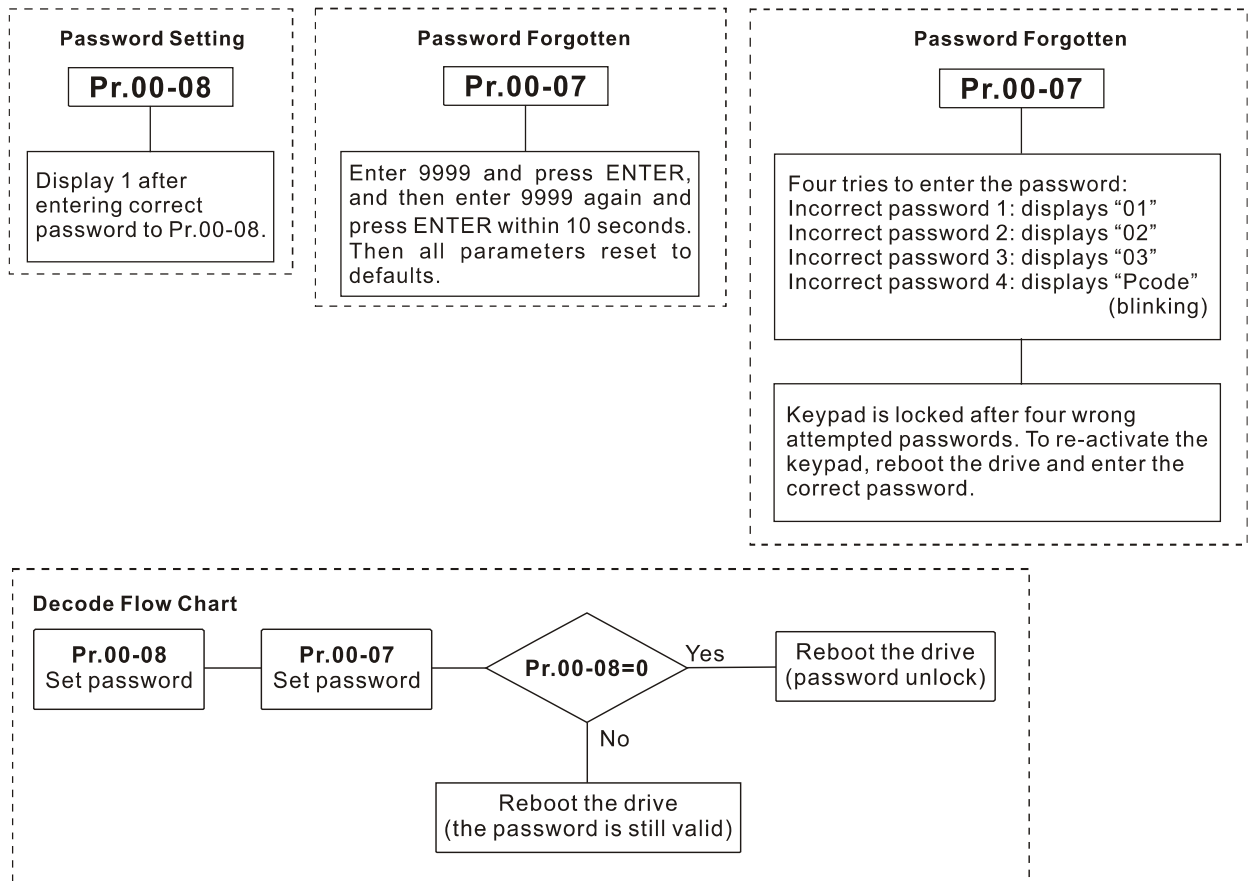 Password Setting
Pr.00-08
Display 1 after
entering correct
password to Pr.00-08.
Password Forgotten
Pr.00-07
Enter 9999 and press ENTER,
and then enter 9999 again and
press ENTER within 10 seconds.
Then all parameters reset to
defaults.
Password Forgotten
Pr.00-07
Four tries to enter the password:
Incorrect password 1: displays “01”
Incorrect password 2: displays “02”
Incorrect password 3: displays “03”
Incorrect password 4: displays “Pcode”
(blinking)
Keypad is locked after four wrong
attempted passwords. To re-activate the
keypad, reboot the drive and enter the
correct password.
Decode Flow Chart
Pr.00-08
Set password
Pr.00-07
Set password
Pr.00-08=0
Yes
Reboot the drive
(password unlock)
No
Reboot the drive
(the password is still valid)